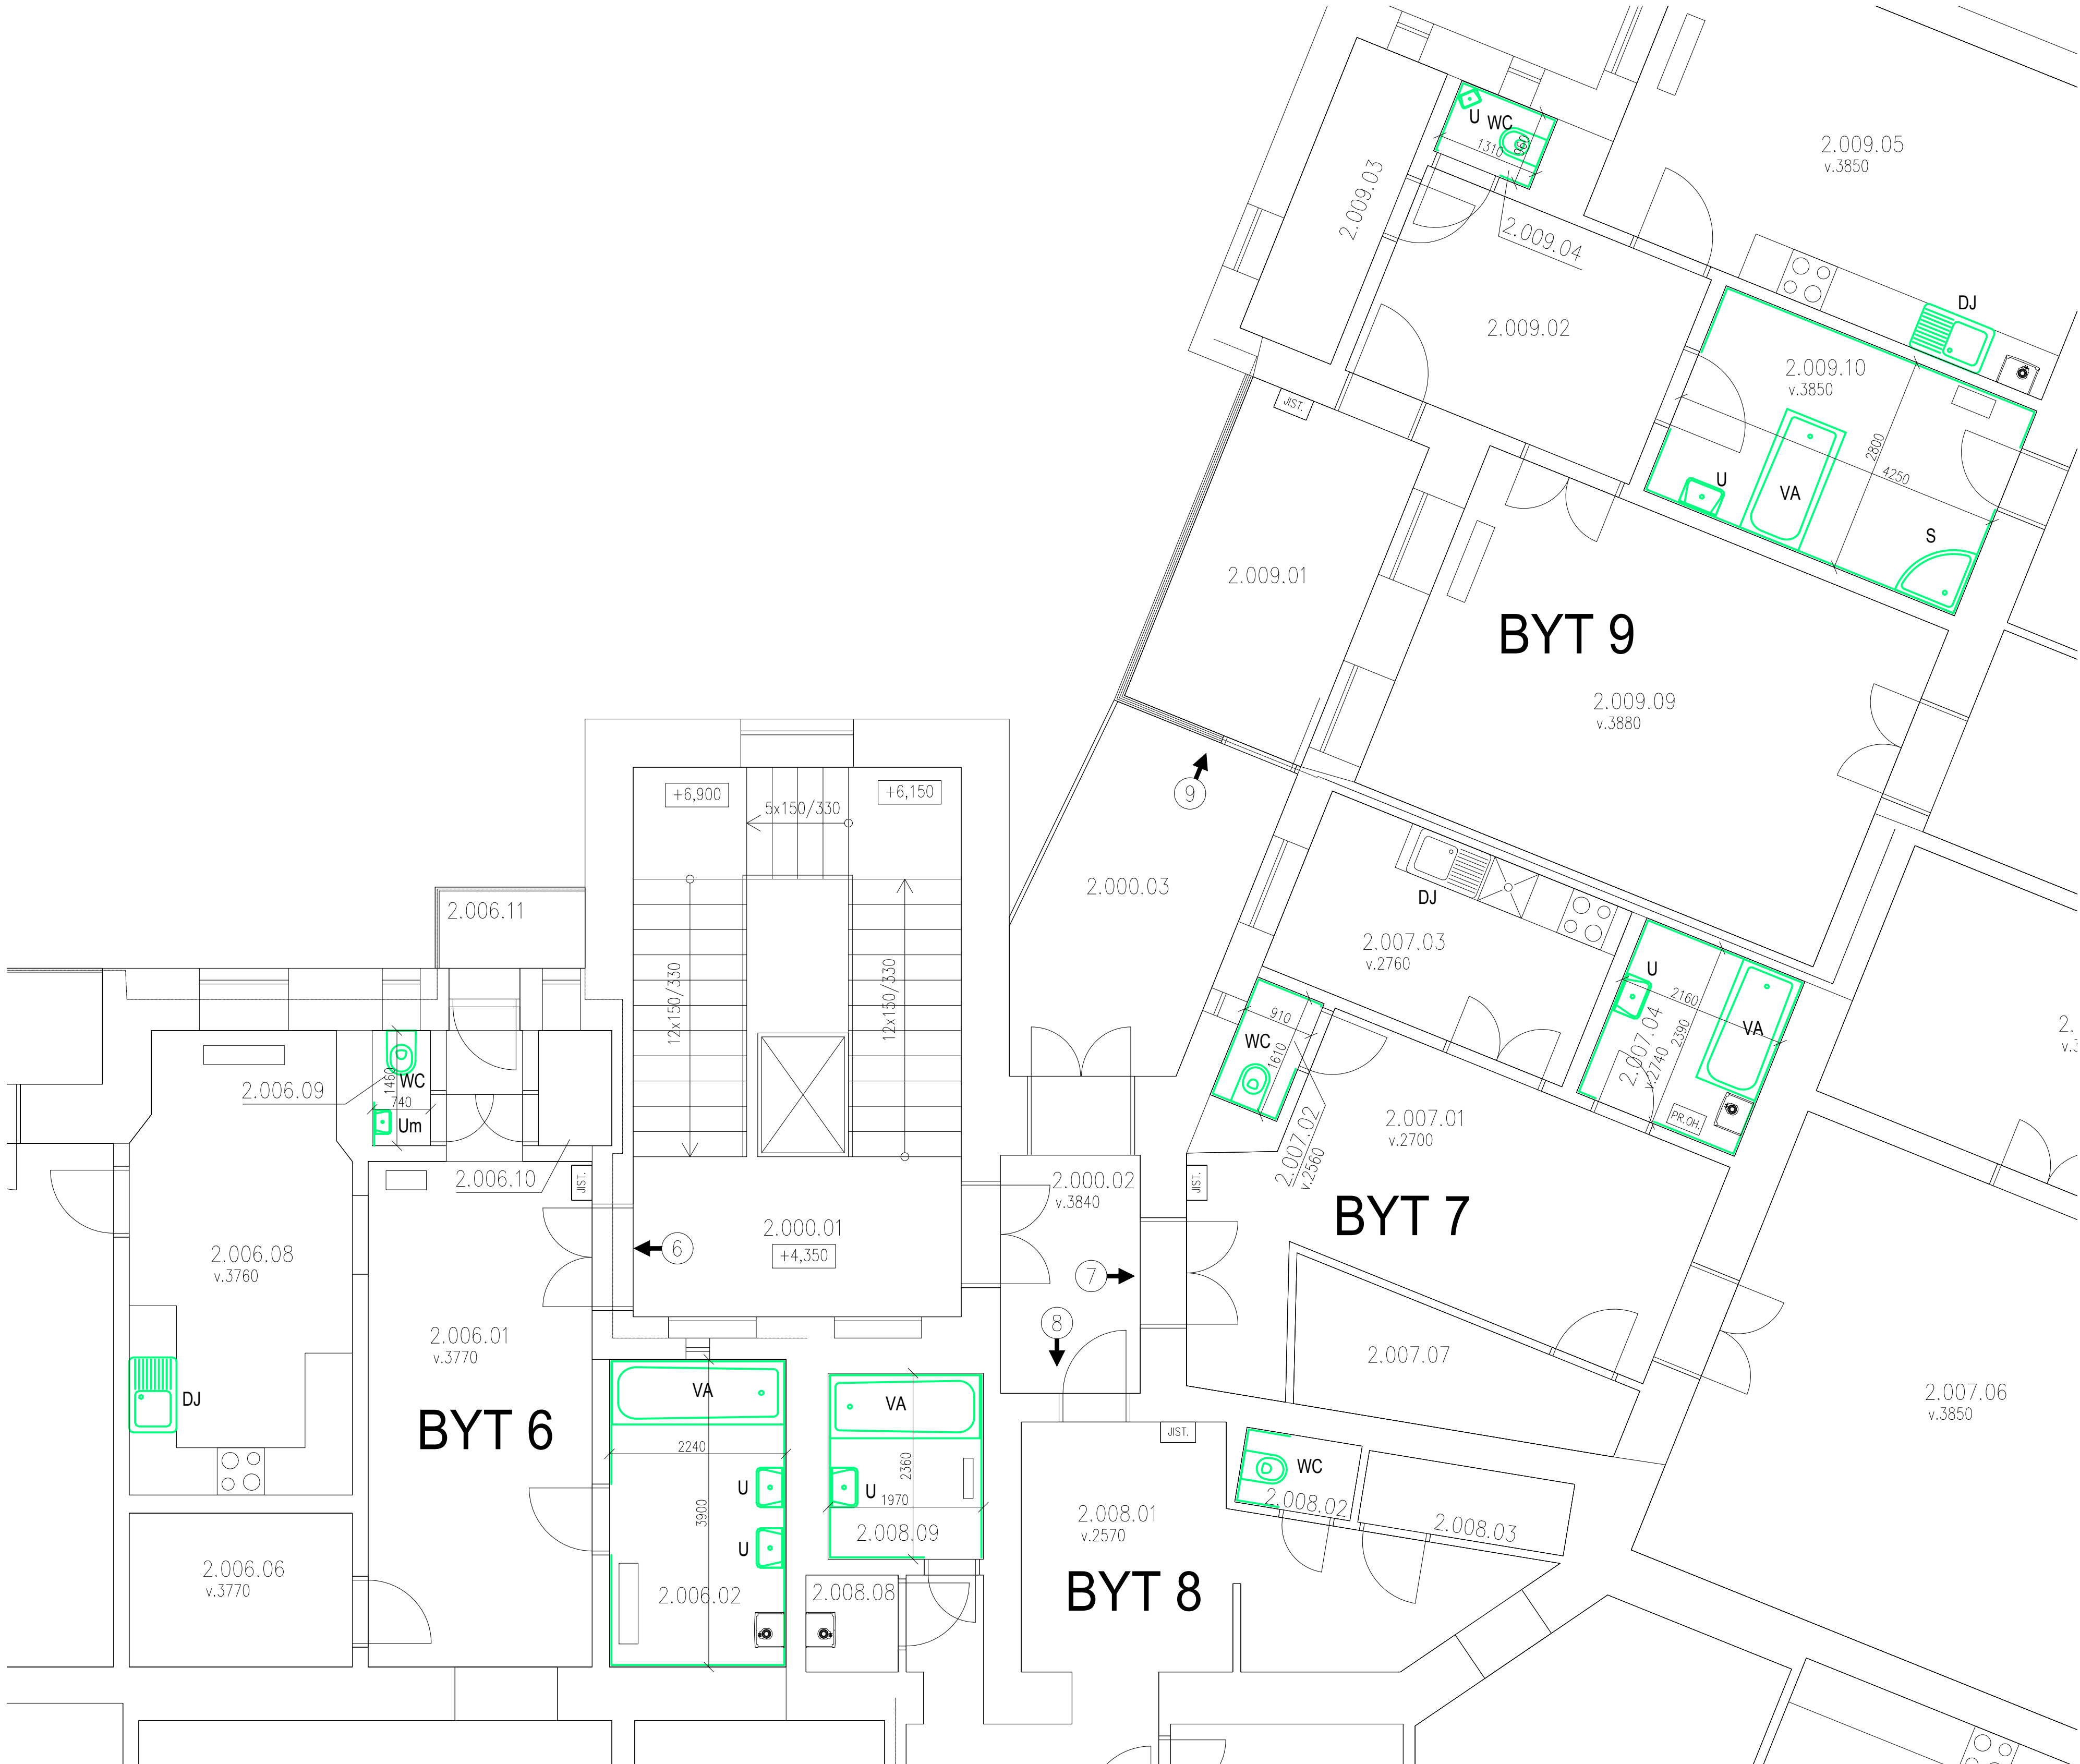 U
WC
1310
960
2.009.03
2.009.04
2.009.05
v.3850
2.009.02
DJ
2.009.10
v.3850
JIST.
2800
4250
U
VA
S
2.009.01
BYT 9
2.009.09
v.3880
9
+6,900
+6,150
5x150/330
2.000.03
2.006.11
DJ
2.007.03
v.2760
12x150/330
12x150/330
U
2160
2390
VA
2.007.04
v.2740
PR.OH.
910
WC
1610
2.006.09
1460
WC
740
Um
2.006.10
JIST.
2.000.02
v.3840
JIST.
2.007.02
v.2560
2.007.01
v.2700
BYT 7
2.006.08
v.3760
2.000.01
+4,350
6
7
8
2.006.01
v.3770
2.007.07
2.007.06
v.3850
DJ
BYT 6
VA
2240
3900
U
U
VA
2360
U
1970
2.008.09
JIST.
WC
2.008.02
2.008.01
v.2570
2.008.03
2.006.06
v.3770
2.006.02
2.008.08
BYT 8